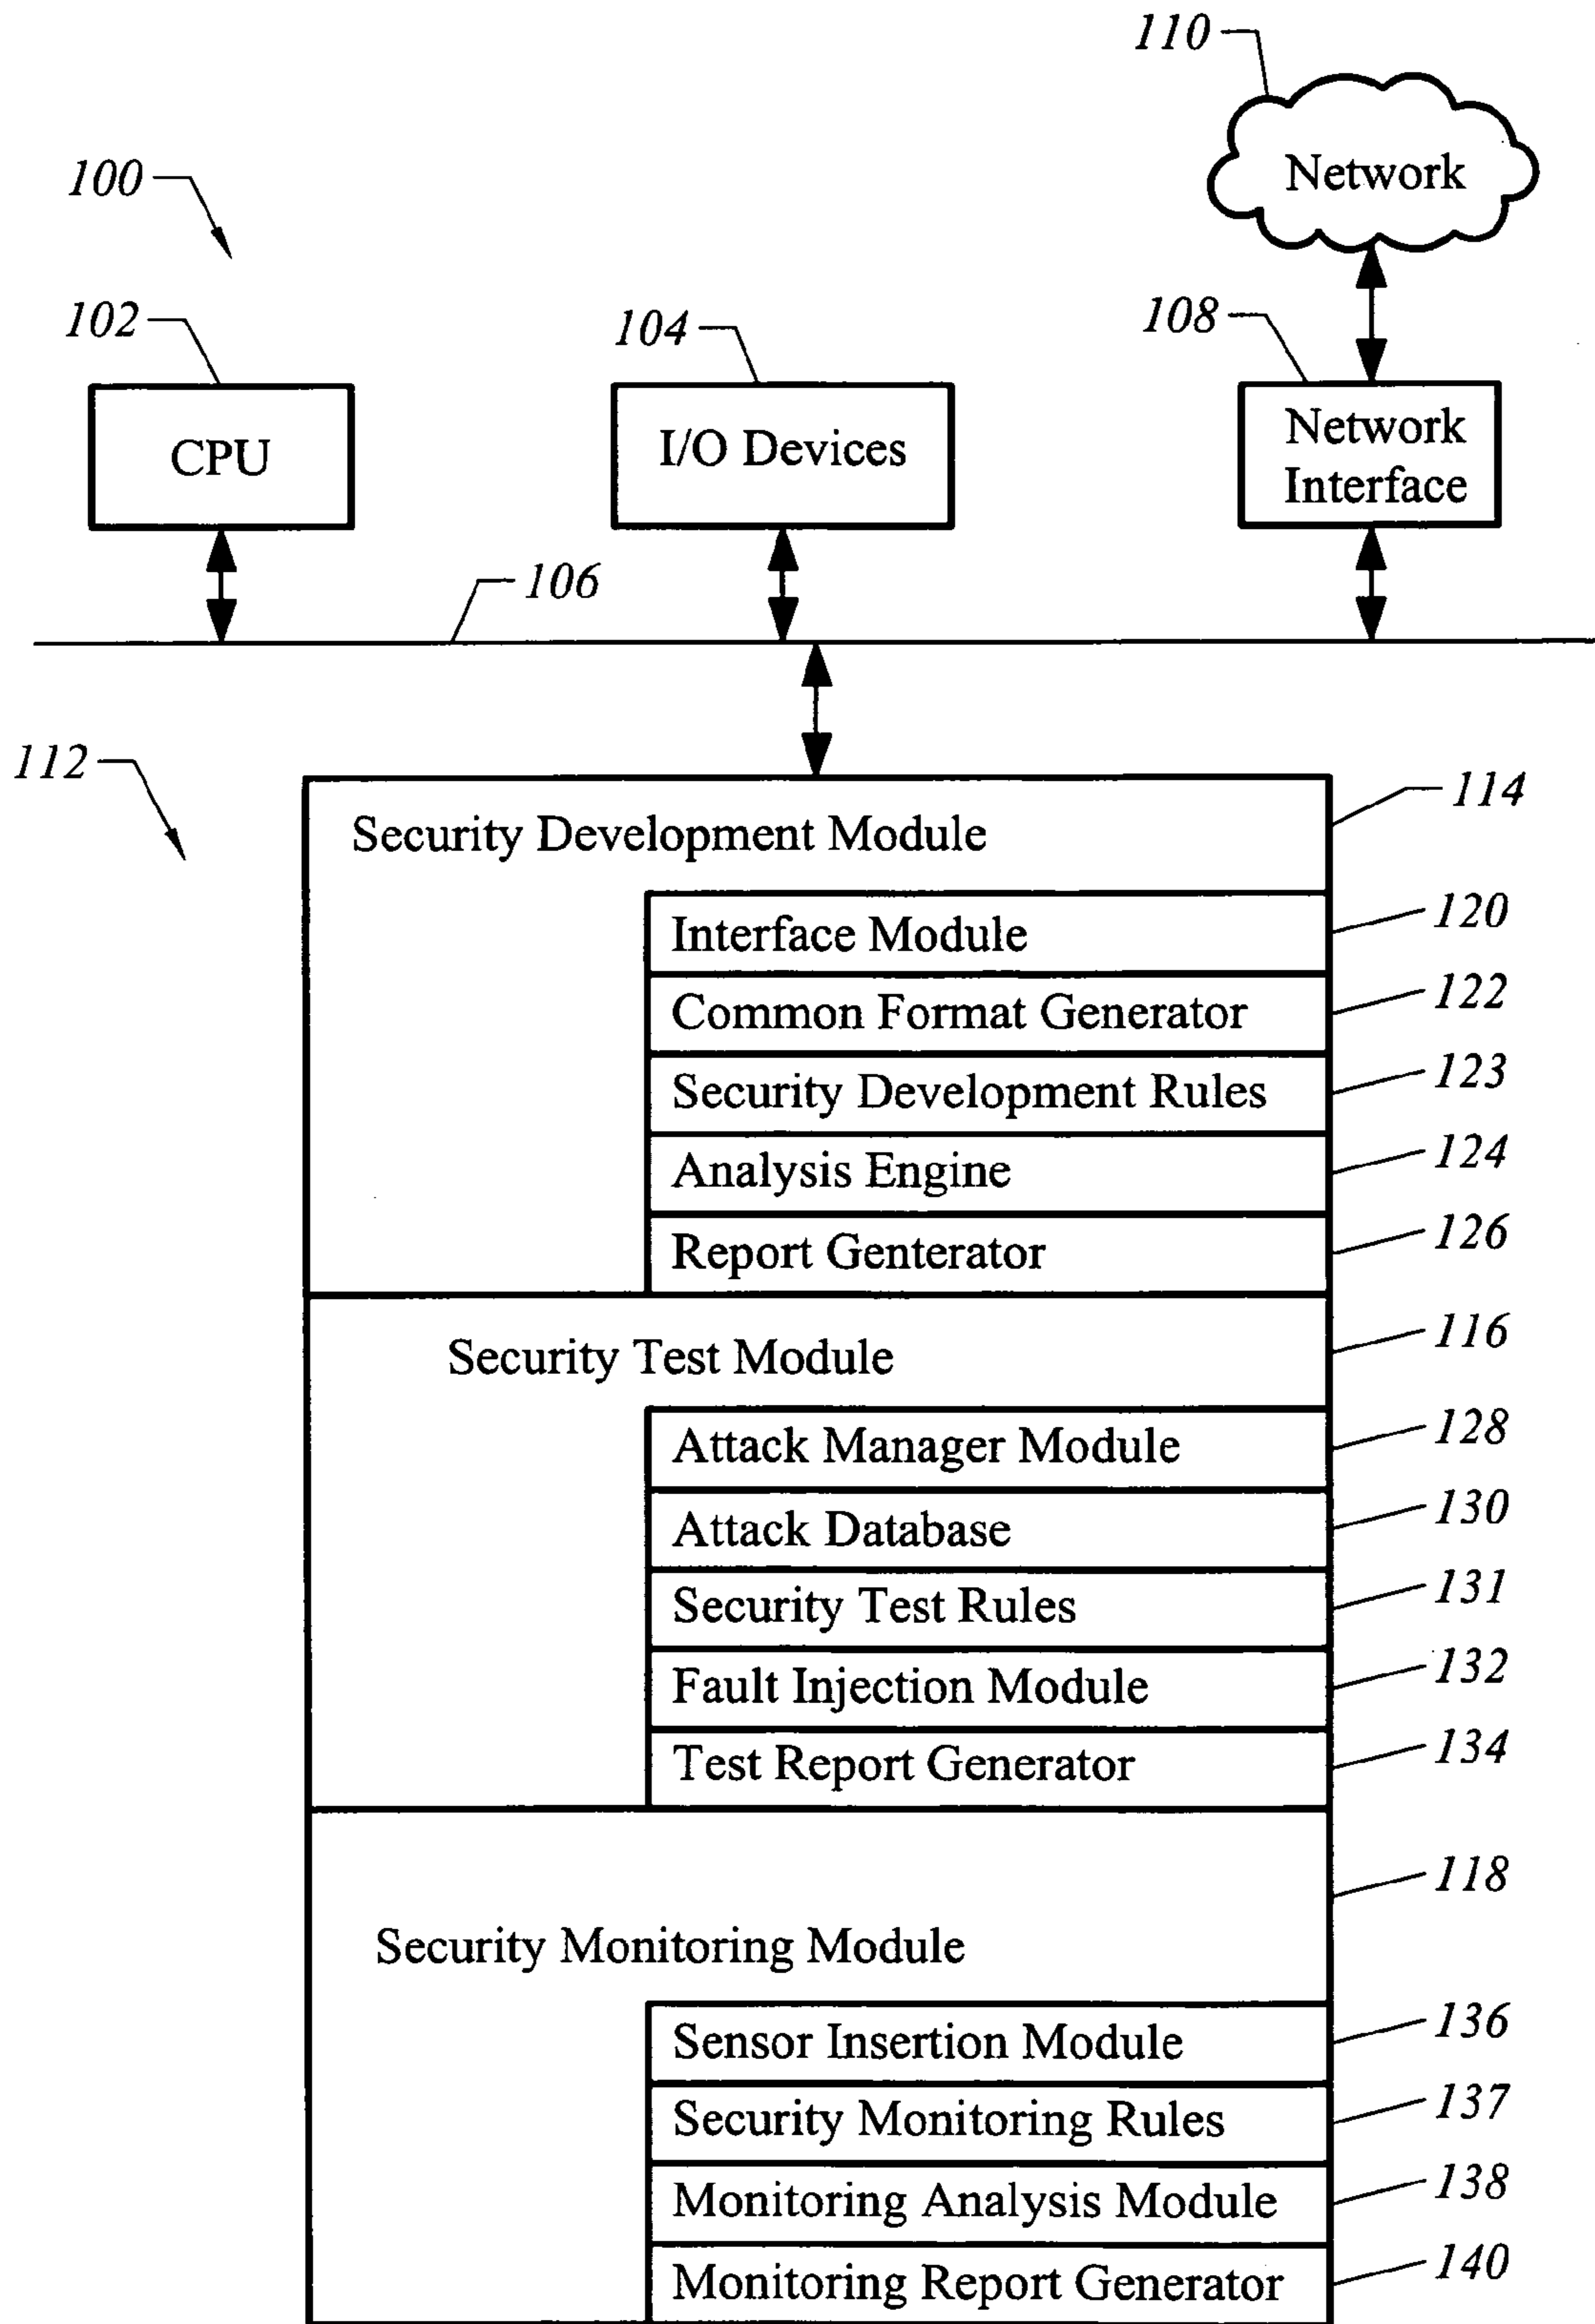 110
Network
100
102
104
108
CPU
I/O Devices
Network
Interface
106
112
114
Security Development Module
120
Interface Module
122
Common Format Generator
123
Security Development Rules
124
Analysis Engine
126
Report Genterator
116
Security Test Module
128
Attack Manager Module
130
Attack Database
131
Security Test Rules
132
Fault Injection Module
134
Test Report Generator
118
Security Monitoring Module
136
Sensor Insertion Module
137
Security Monitoring Rules
138
Monitoring Analysis Module
140
Monitoring Report Generator